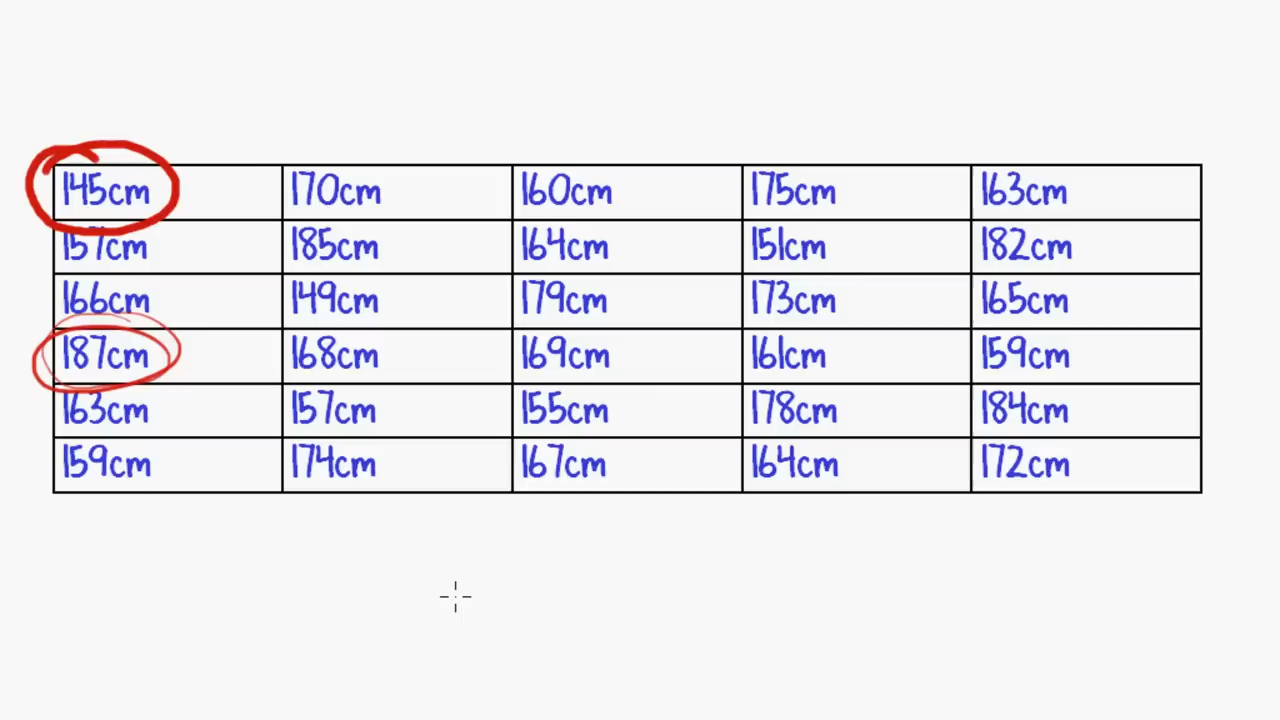 145cm 170cm 160cm 175cm 163cm
157cm 185cm 164cm 151cm 182cm
166cm 149cm 179cm 173cm 165cm
187cm 168cm 169cm 161cm 159cm
163cm 157cm 155cm 178cm 184cm
159cm 174cm 167cm 164cm 172cm